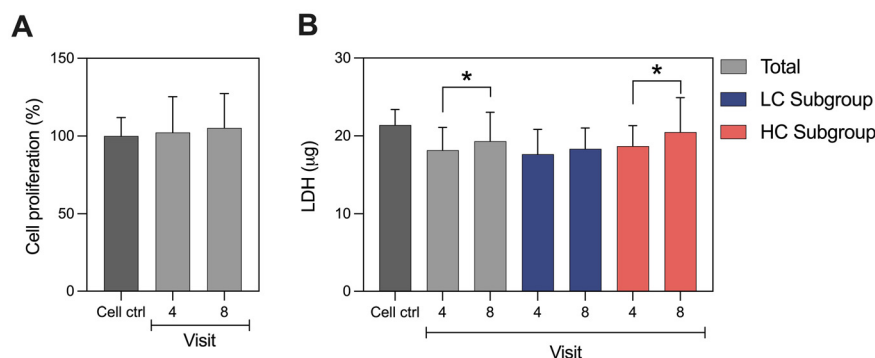 A
Cell proliferation (%)
150
100
50
0
Cell ctrl 4 8
Visit
B
LDH (µg)
30
20
10
0
* *
Cell ctrl 4 8 4 8 4 8
Visit
Total
LC Subgroup
HC Subgroup